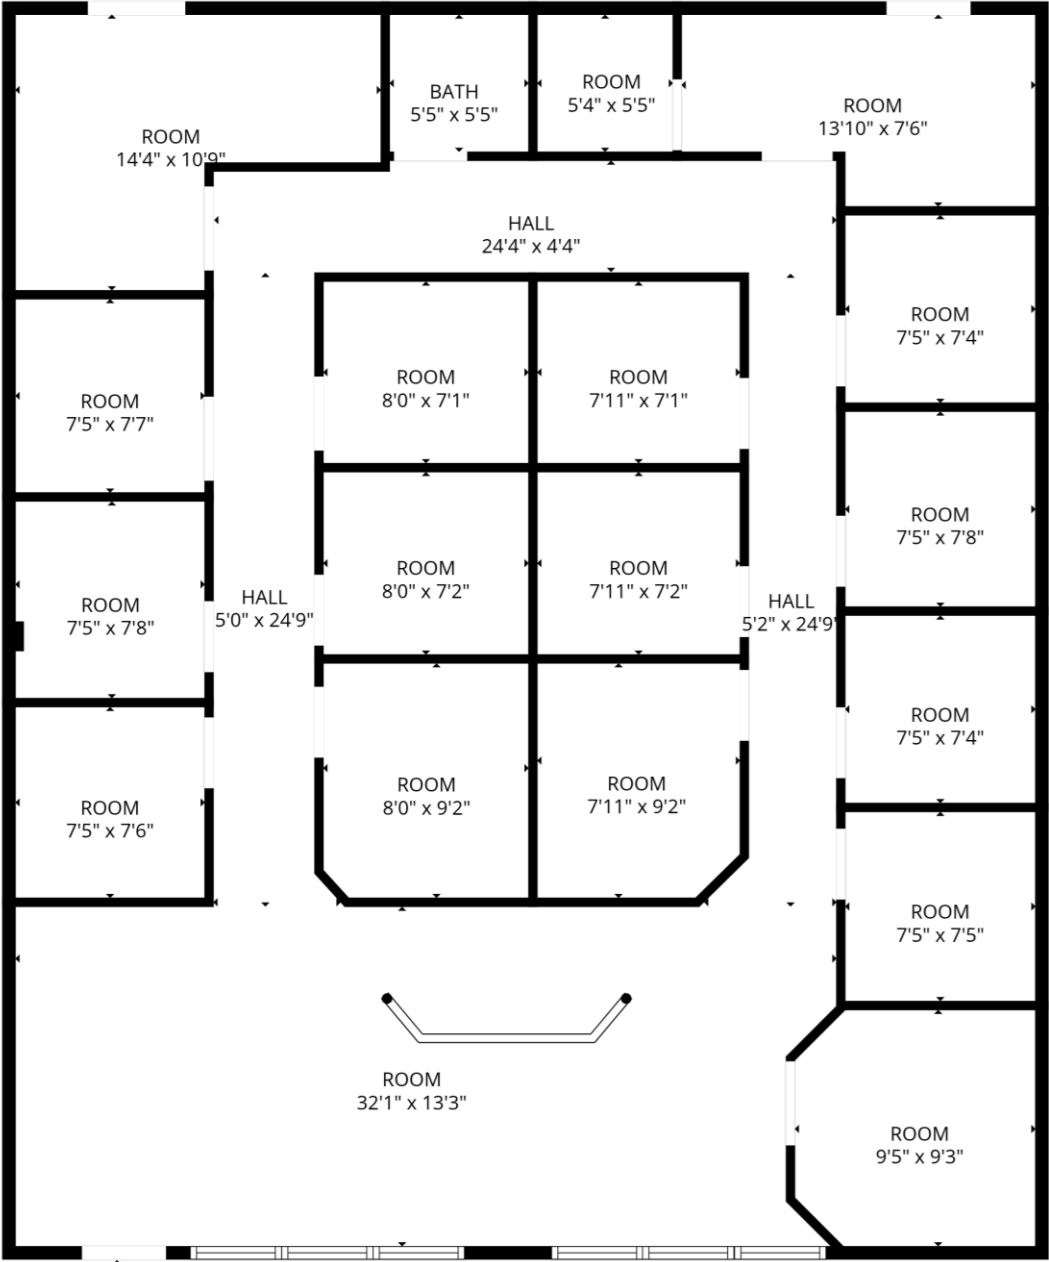 BATH
5'5" x 5'5"
ROOM
5'4" x 5'5"
ROOM
13'10" x 7'6"
ROOM
14'4" x 10'9"
HALL
24'4" x 4'4"
ROOM
7'5" x 7'4"
ROOM
8'0" x 7'1"
ROOM
7'11" x 7'1"
ROOM
7'5" x 7'7"
ROOM
7'5" x 7'8"
ROOM
8'0" x 7'2"
ROOM
7'11" x 7'2"
HALL
5'0" x 24'9"
HALL
5'2" x 24'9"
ROOM
7'5" x 7'8"
ROOM
7'5" x 7'4"
ROOM
8'0" x 9'2"
ROOM
7'11" x 9'2"
ROOM
7'5" x 7'6"
ROOM
7'5" x 7'5"
ROOM
32'1" x 13'3"
ROOM
9'5" x 9'3"